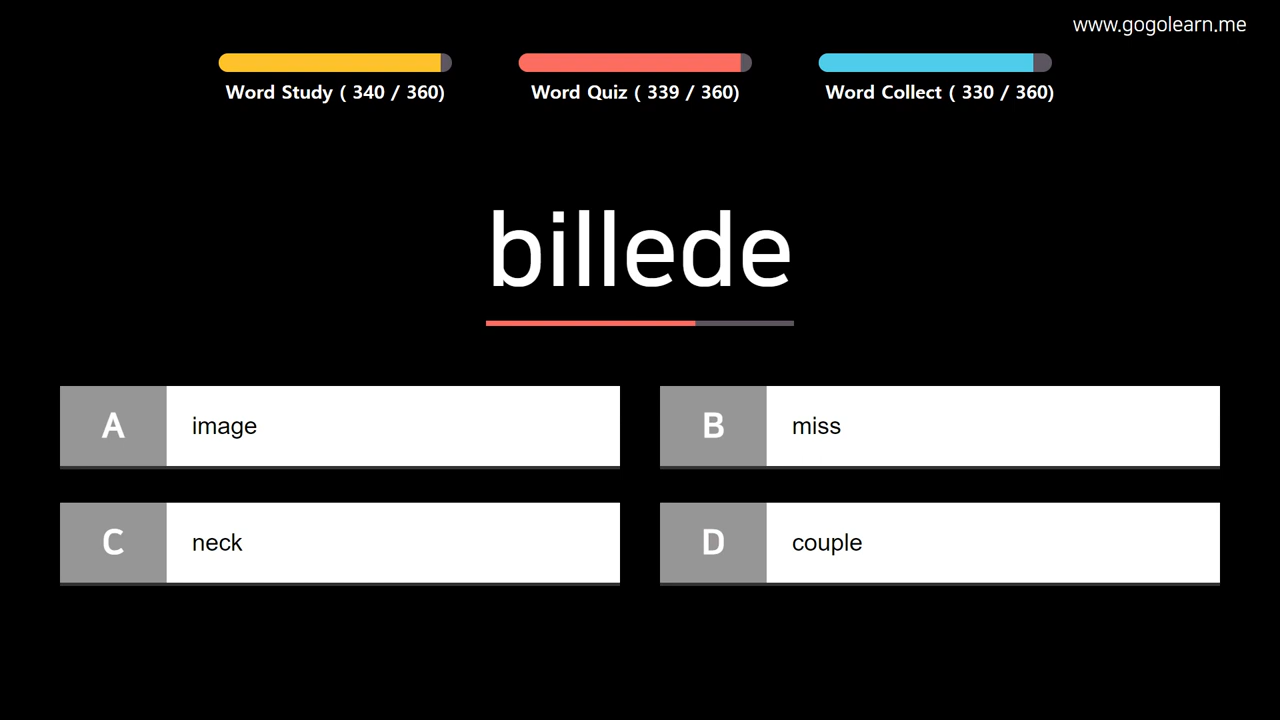 www.gogolearn.me
Word Study ( 340 / 360)
Word Quiz ( 339 / 360)
Word Collect ( 330 / 360)
billede
A image
B miss
C neck
D couple